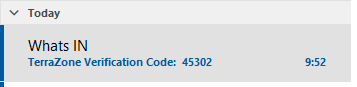 Today
Whats IN
TerraZone Verification Code: 45302 9:52